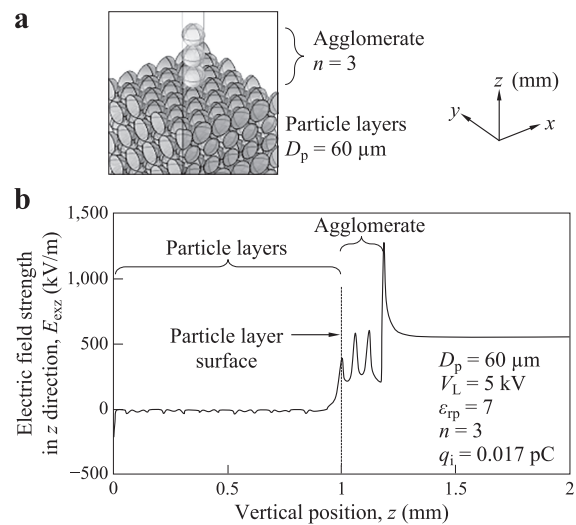 a
Agglomerate
n = 3
Particle layers
Dₚ = 60 µm
z (mm)
y
x
b
1,500
1,000
500
0
−500
Electric field strength
in z direction, Eₑₓz (kV/m)
Particle layers
Agglomerate
Particle layer
surface
Dₚ = 60 µm
V_L = 5 kV
εᵣₚ = 7
n = 3
qᵢ = 0.017 pC
0
0.5
1
1.5
2
Vertical position, z (mm)